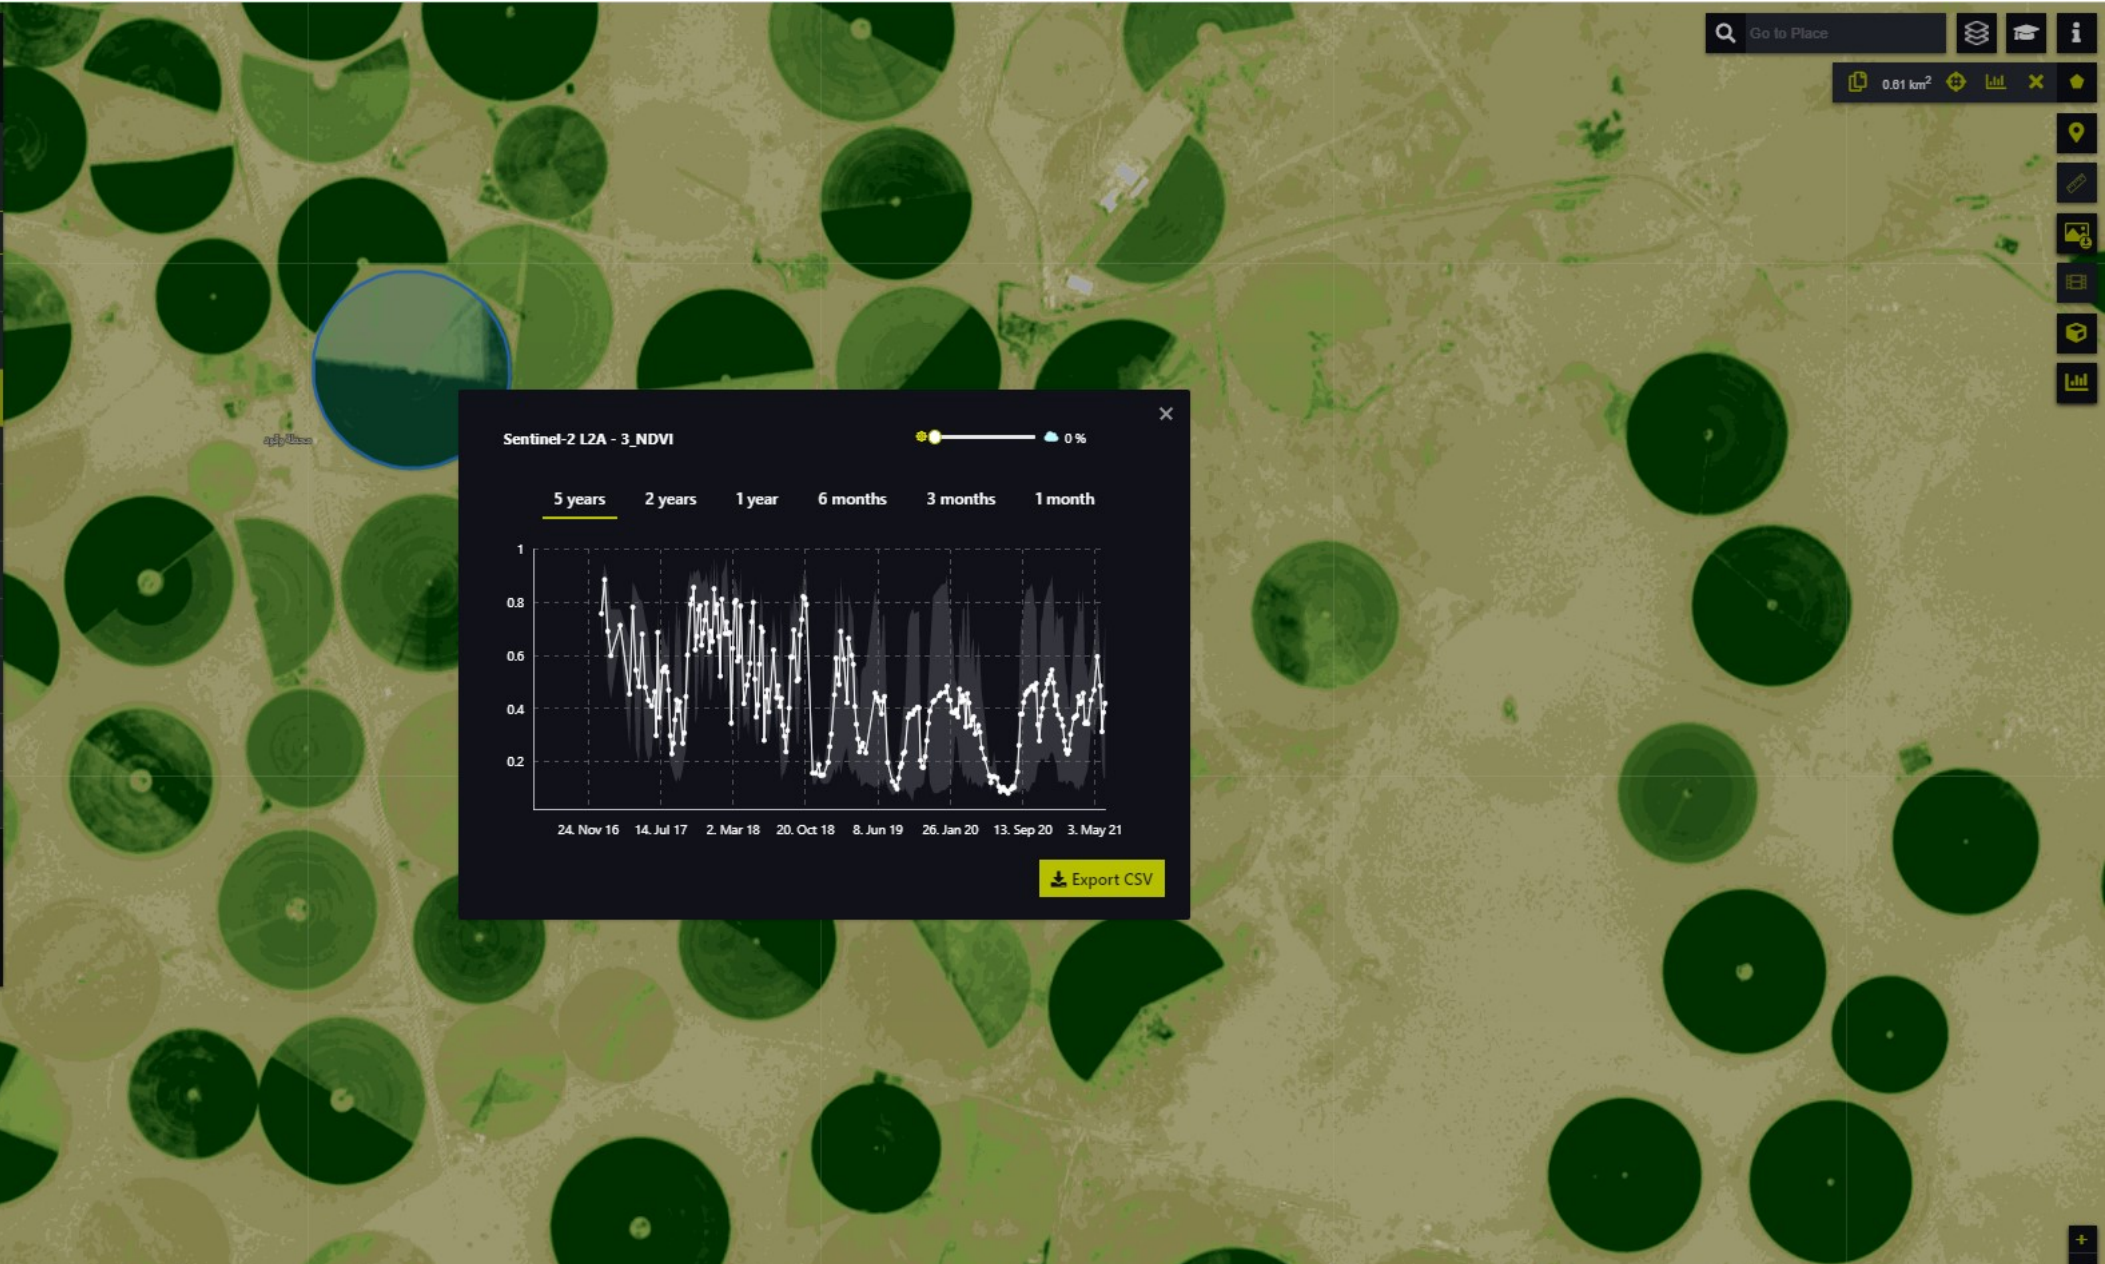 Go to Place
0.61 km²
محطة وقود
Sentinel-2 L2A - 3_NDVI
0 %
5 years 2 years 1 year 6 months 3 months 1 month
1
0.8
0.6
0.4
0.2
24. Nov 16 14. Jul 17 2. Mar 18 20. Oct 18 8. Jun 19 26. Jan 20 13. Sep 20 3. May 21
Export CSV